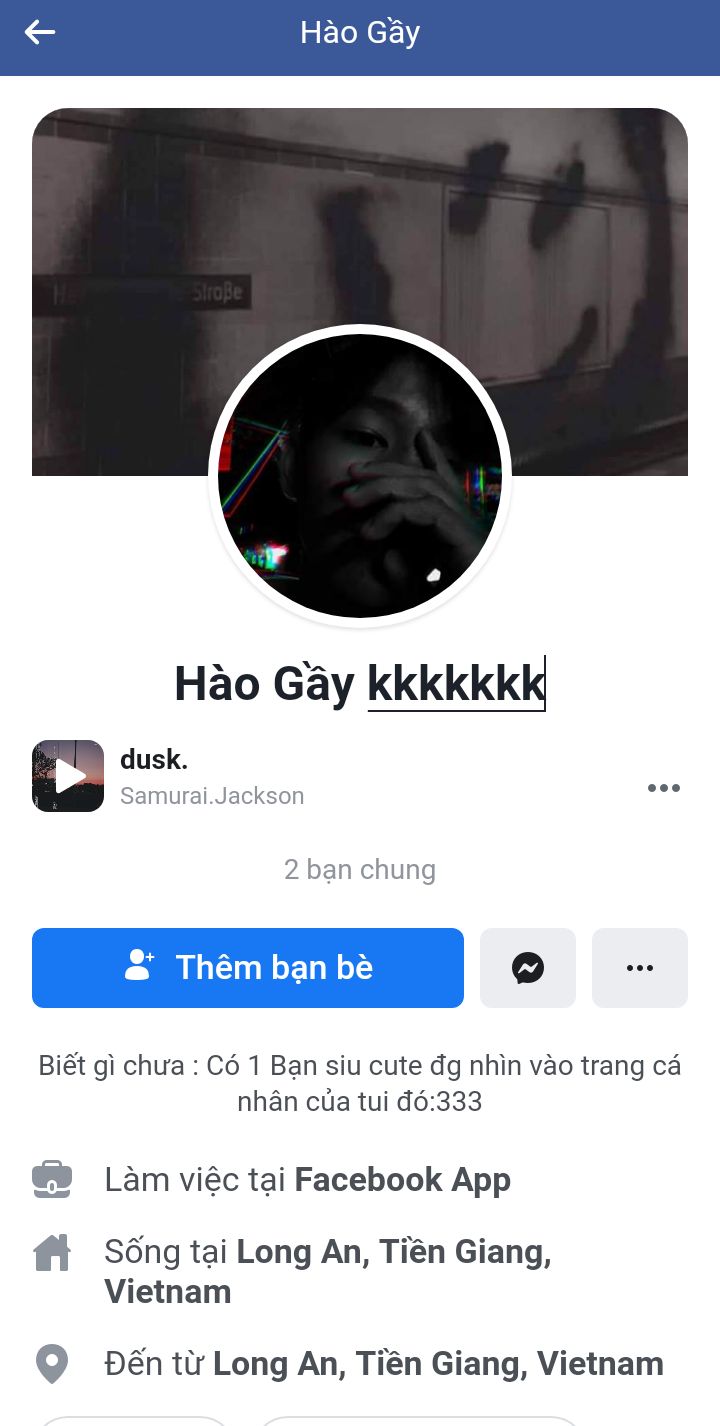 Hào Gầy
Straße
Hào Gầy kkkkkkk
dusk.
Samurai.Jackson
2 bạn chung
Thêm bạn bè
Biết gì chưa : Có 1 Bạn siu cute đg nhìn vào trang cá
nhân của tui đó:333
0
Làm việc tại Facebook App
Sống tại Long An, Tiền Giang,
Vietnam
Đến từ Long An, Tiền Giang, Vietnam